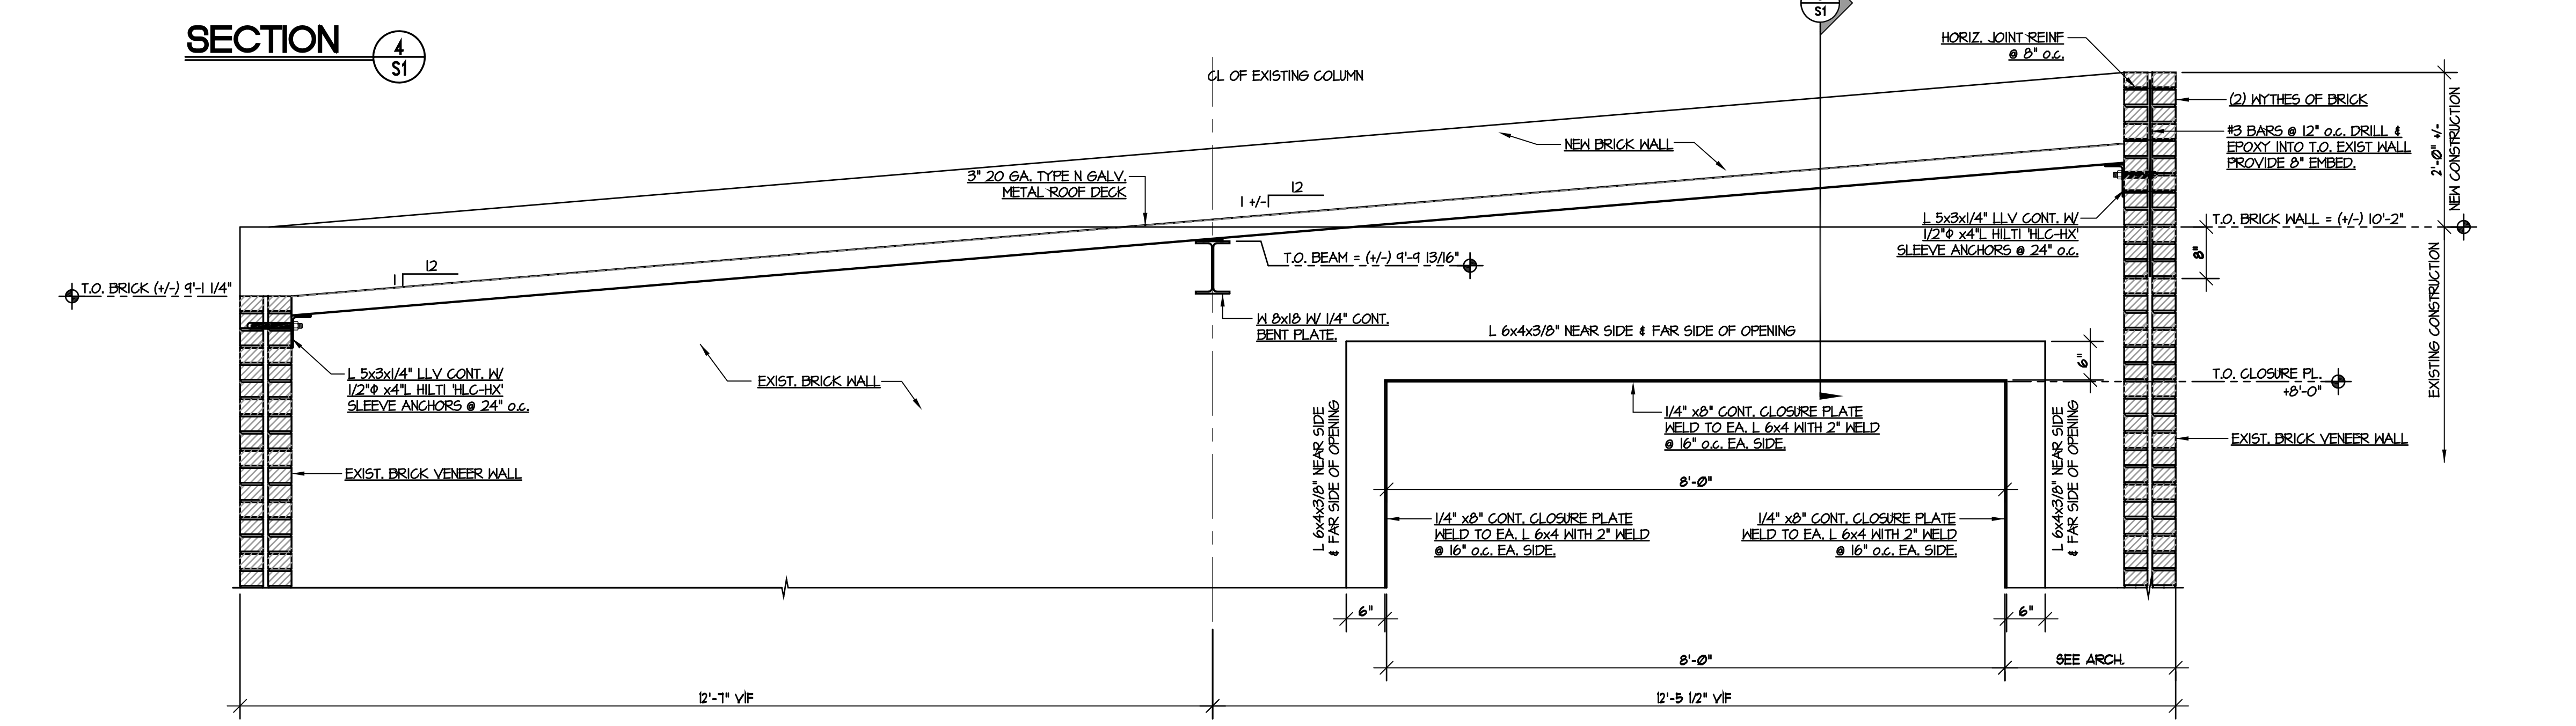 SECTION
4
S1
S1
CL OF EXISTING COLUMN
HORIZ. JOINT REINF
@ 8" o.c.
(2) WYTHES OF BRICK
#3 BARS @ 12" o.c. DRILL &
EPOXY INTO T.O. EXIST WALL
PROVIDE 8" EMBED.
2'-0" +/-
NEW CONSTRUCTION
NEW BRICK WALL
3" 20 GA. TYPE N GALV.
METAL ROOF DECK
12
1 +/-
L 5x3x1/4" LLV CONT. W/
1/2"Φ x4"L HILTI 'HLC-HX'
SLEEVE ANCHORS @ 24" o.c.
T.O. BRICK WALL = (+/-) 10'-2"
8"
T.O. BEAM = (+/-) 9'-9 13/16"
12
1
T.O. BRICK (+/-) 9'-1 1/4"
W 8x18 W/ 1/4" CONT.
BENT PLATE.
L 6x4x3/8" NEAR SIDE & FAR SIDE OF OPENING
6"
EXISTING CONSTRUCTION
T.O. CLOSURE PL.
+8'-0"
L 5x3x1/4" LLV CONT. W/
1/2"Φ x4"L HILTI 'HLC-HX'
SLEEVE ANCHORS @ 24" o.c.
EXIST. BRICK WALL
1/4" x8" CONT. CLOSURE PLATE
WELD TO EA. L 6x4 WITH 2" WELD
@ 16" o.c. EA. SIDE.
EXIST. BRICK VENEER WALL
EXIST. BRICK VENEER WALL
L 6x4x3/8" NEAR SIDE
& FAR SIDE OF OPENING
8'-0"
L 6x4x3/8" NEAR SIDE
& FAR SIDE OF OPENING
1/4" x8" CONT. CLOSURE PLATE
WELD TO EA. L 6x4 WITH 2" WELD
@ 16" o.c. EA. SIDE.
1/4" x8" CONT. CLOSURE PLATE
WELD TO EA. L 6x4 WITH 2" WELD
@ 16" o.c. EA. SIDE.
6"
6"
8'-0"
SEE ARCH.
12'-7" VIF
12'-5 1/2" VIF